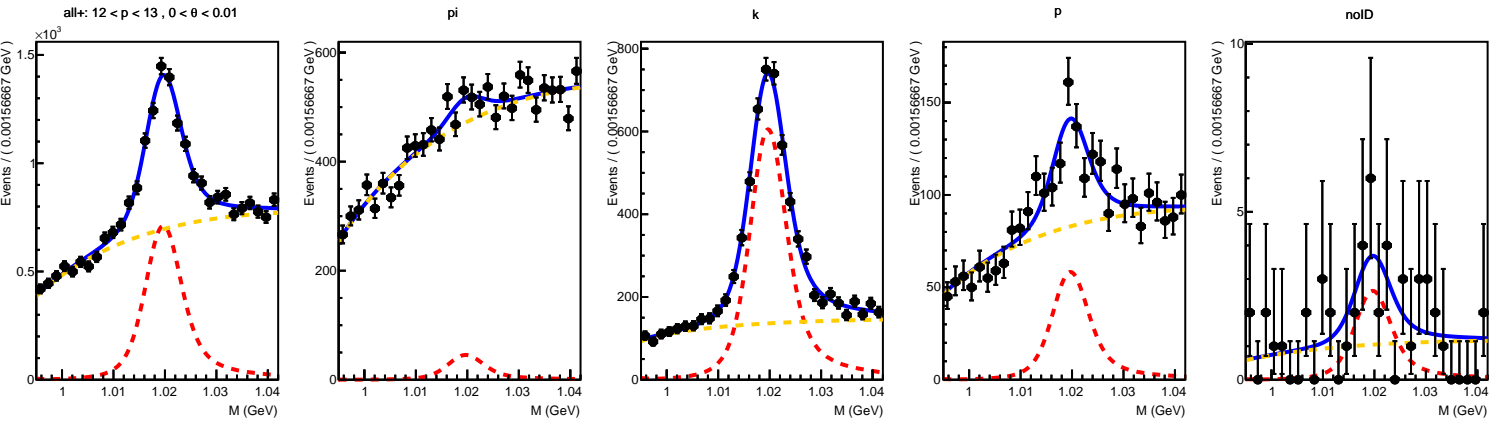 all+: 12 < p < 13 , 0 < θ < 0.01
×10³
Events / ( 0.00156667 GeV )
1.5
1
0.5
0
1 1.01 1.02 1.03 1.04
M (GeV)
pi
Events / ( 0.00156667 GeV )
600
400
200
0
1 1.01 1.02 1.03 1.04
M (GeV)
k
Events / ( 0.00156667 GeV )
800
600
400
200
0
1 1.01 1.02 1.03 1.04
M (GeV)
p
Events / ( 0.00156667 GeV )
150
100
50
0
1 1.01 1.02 1.03 1.04
M (GeV)
noID
Events / ( 0.00156667 GeV )
10
5
0
1 1.01 1.02 1.03 1.04
M (GeV)